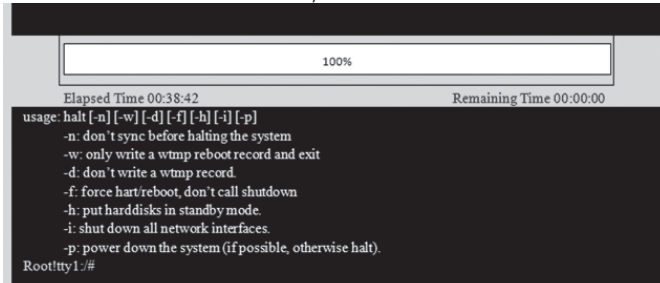 100%
Elapsed Time 00:38:42 Remaining Time 00:00:00
usage: halt [-n] [-w] [-d] [-f] [-h] [-i] [-p]
-n: don't sync before halting the system
-w: only write a wtmp reboot record and exit
-d: don't write a wtmp record.
-f: force hart/reboot, don't call shutdown
-h: put harddisks in standby mode.
-i: shut down all network interfaces.
-p: power down the system (if possible, otherwise halt).
Root!tty1:/#